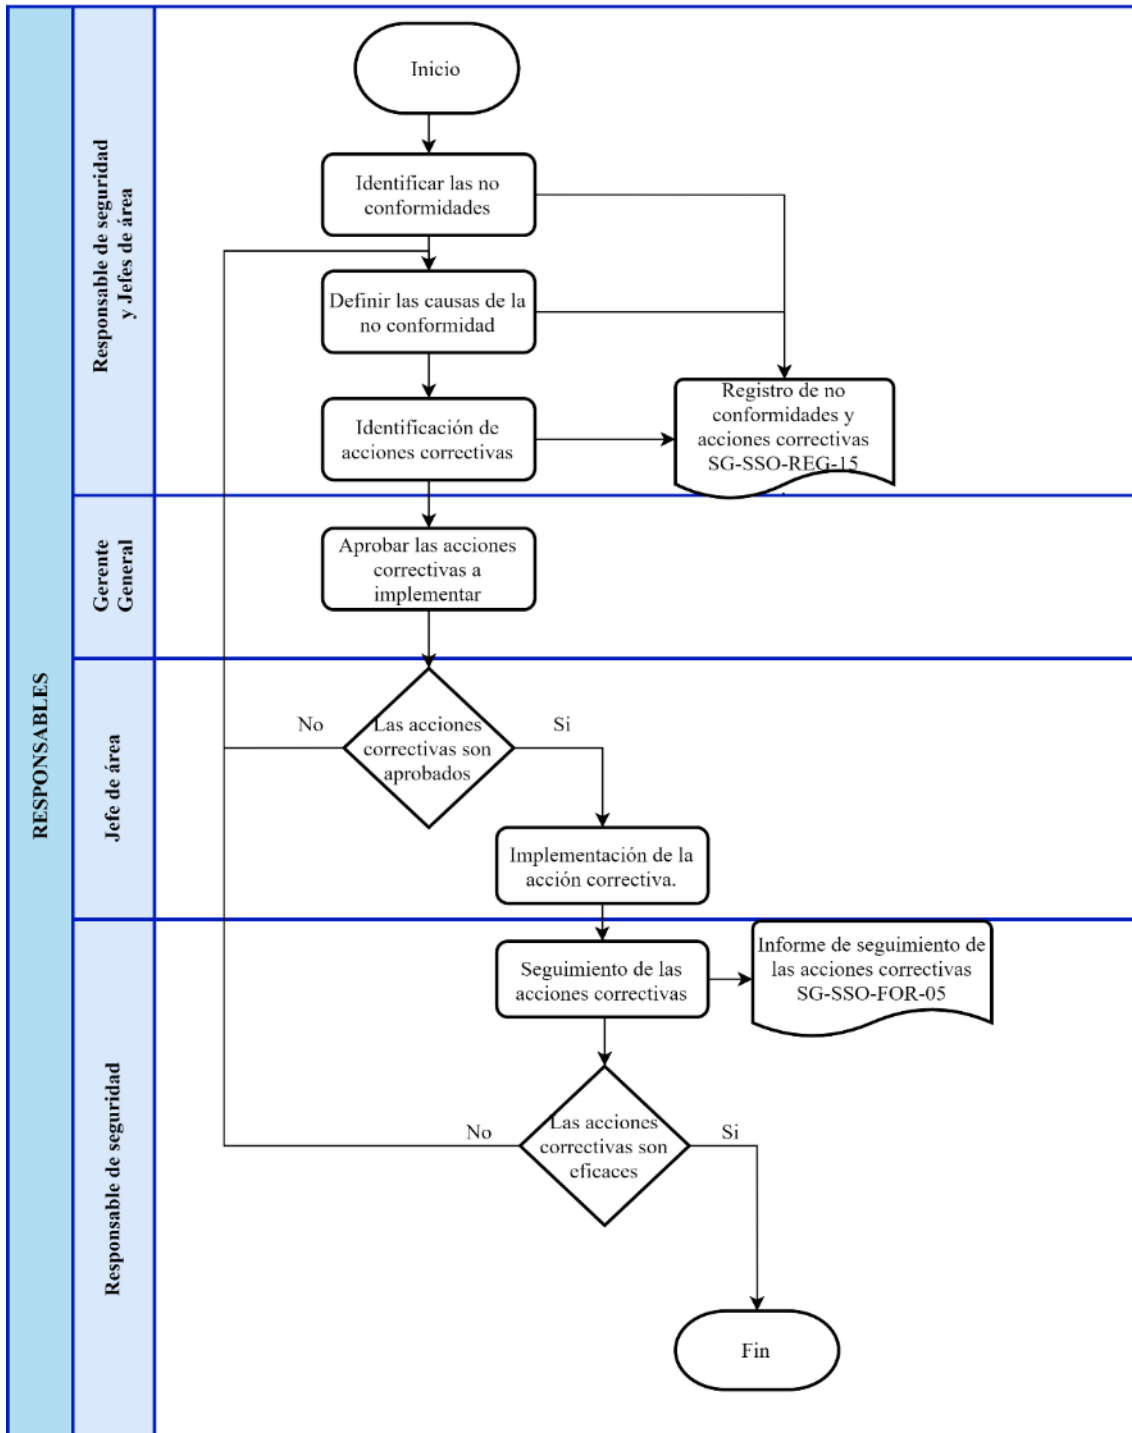 RESPONSABLES
Responsable de seguridad
y Jefes de área
Inicio
Identificar las no
conformidades
Definir las causas de la
no conformidad
Identificación de
acciones correctivas
Registro de no
conformidades y
acciones correctivas
SG-SSO-REG-15
.
Gerente
General
Aprobar las acciones
correctivas a
implementar
Jefe de área
No
Las acciones
correctivas son
aprobados
Si
Implementación de la
acción correctiva.
Responsable de seguridad
Seguimiento de las
acciones correctivas
Informe de seguimiento de
las acciones correctivas
SG-SSO-FOR-05
No
Las acciones
correctivas son
eficaces
Si
Fin